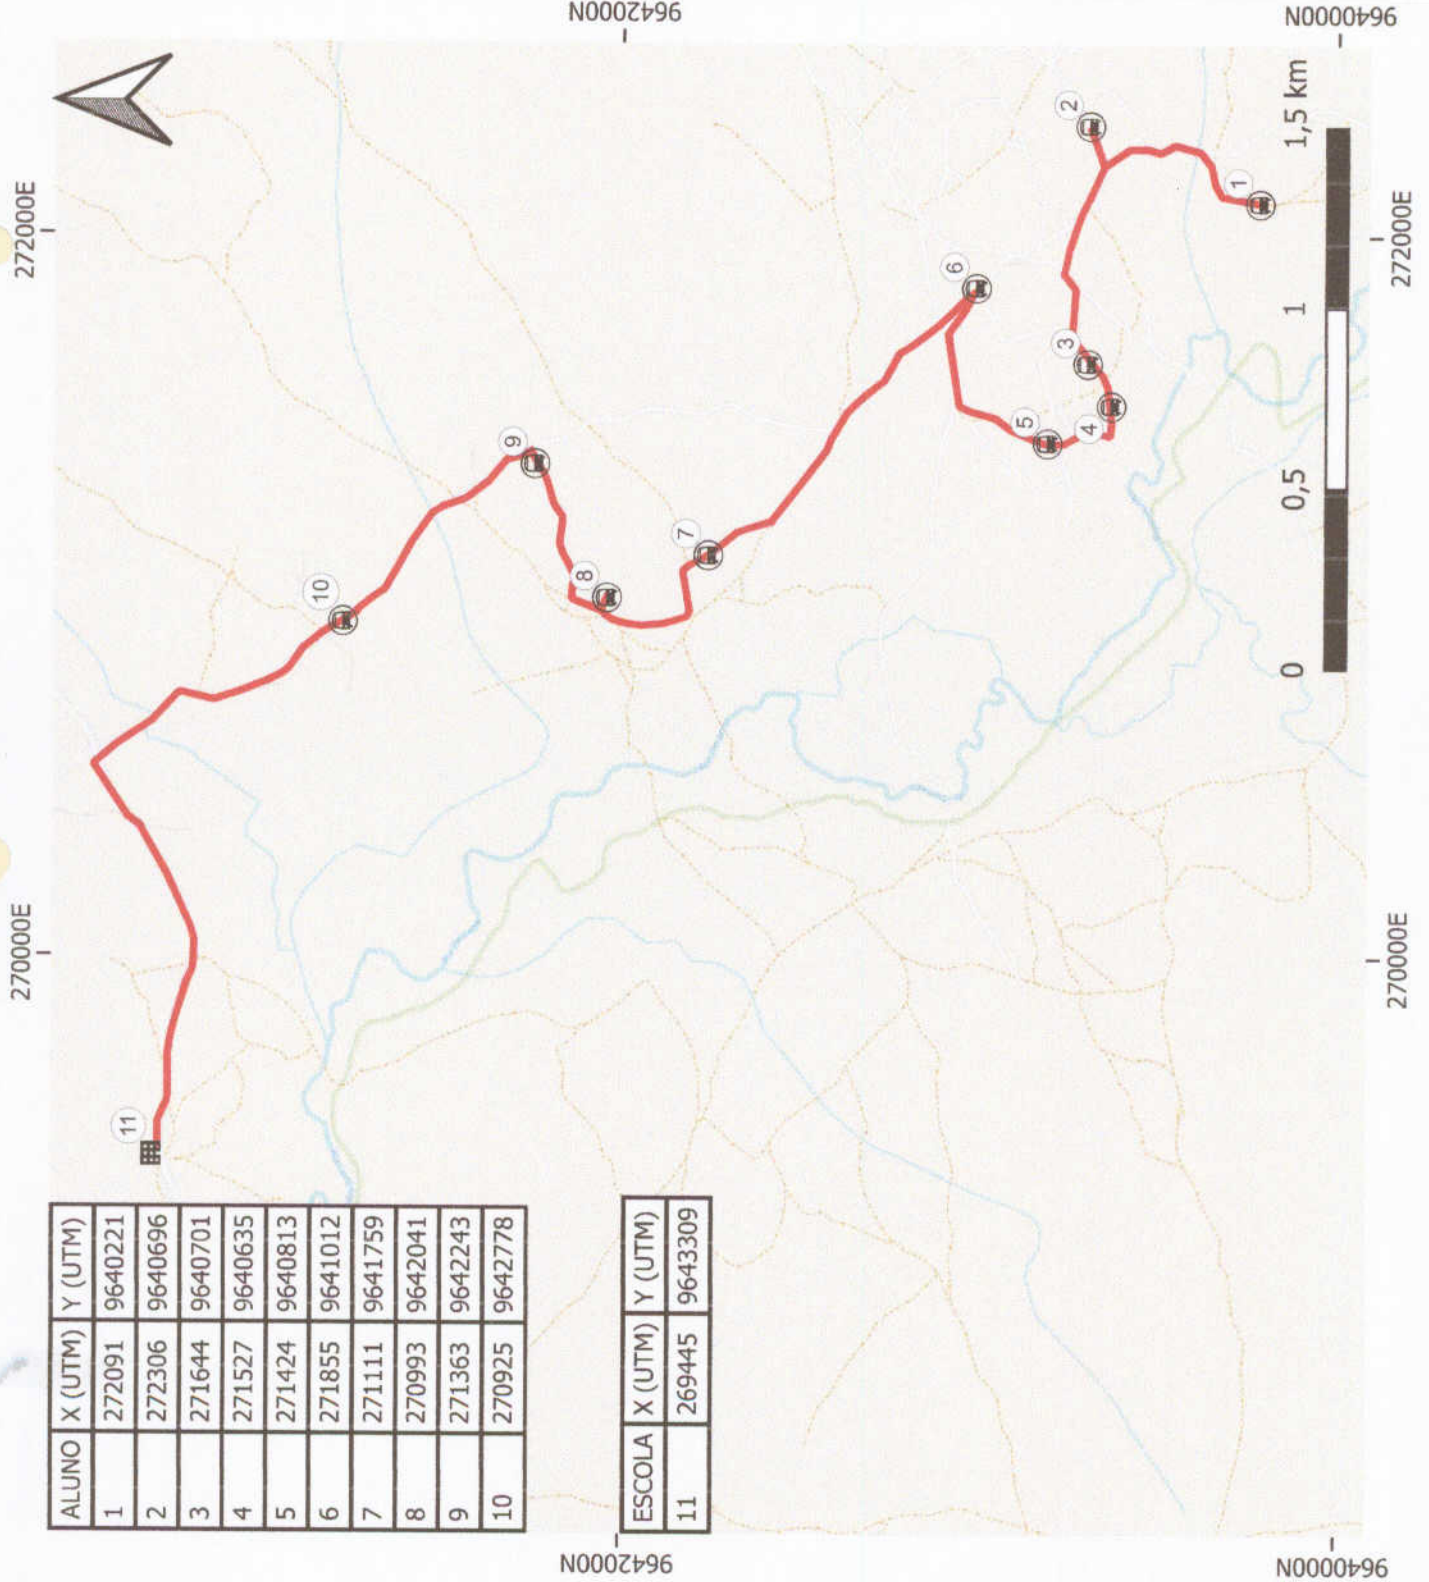 ALUNO X (UTM) Y (UTM)
1 272091 9640221
2 272306 9640696
3 271644 9640701
4 271527 9640635
5 271424 9640813
6 271855 9641012
7 271111 9641759
8 270993 9642041
9 271363 9642243
10 270925 9642778
ESCOLA X (UTM) Y (UTM)
11 269445 9643309
270000E
272000E
9642000N
9642000N
9640000N
9640000N
270000E
272000E
11
10
9
8
7
6
5
4
3
2
1
0 0,5 1 1,5 km